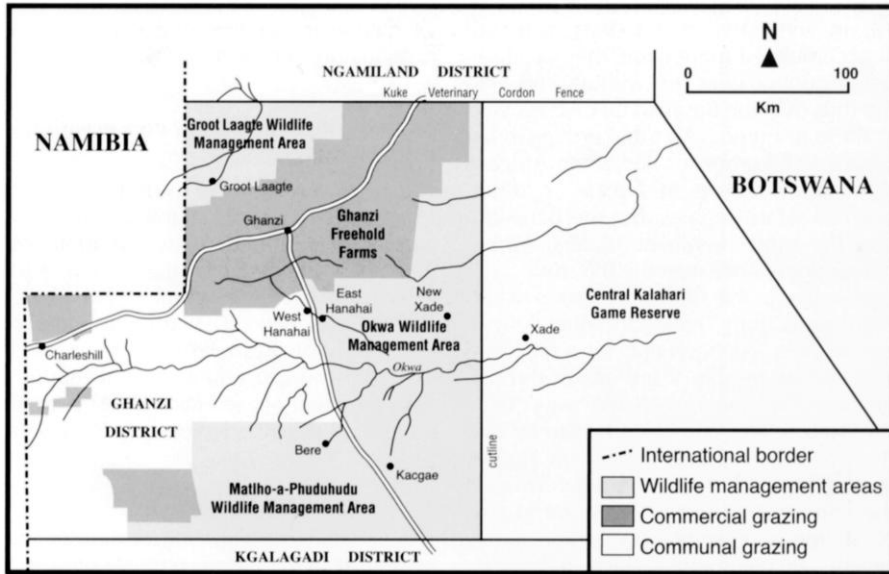 NGAMILAND DISTRICT
Kuke Veterinary Cordon Fence
N
0 100
Km
NAMIBIA
Groot Laagte Wildlife
Management Area
Groot Laagte
BOTSWANA
Ghanzi
Ghanzi
Freehold
Farms
New
Xade
East
Hanahai
West
Hanahai
Okwa Wildlife
Management Area
Central Kalahari
Game Reserve
Xade
Charleshill
Okwa
GHANZI
DISTRICT
Bere
Kacgae
cutline
Matlho-a-Phuduhudu
Wildlife Management Area
KGALAGADI DISTRICT
International border
Wildlife management areas
Commercial grazing
Communal grazing